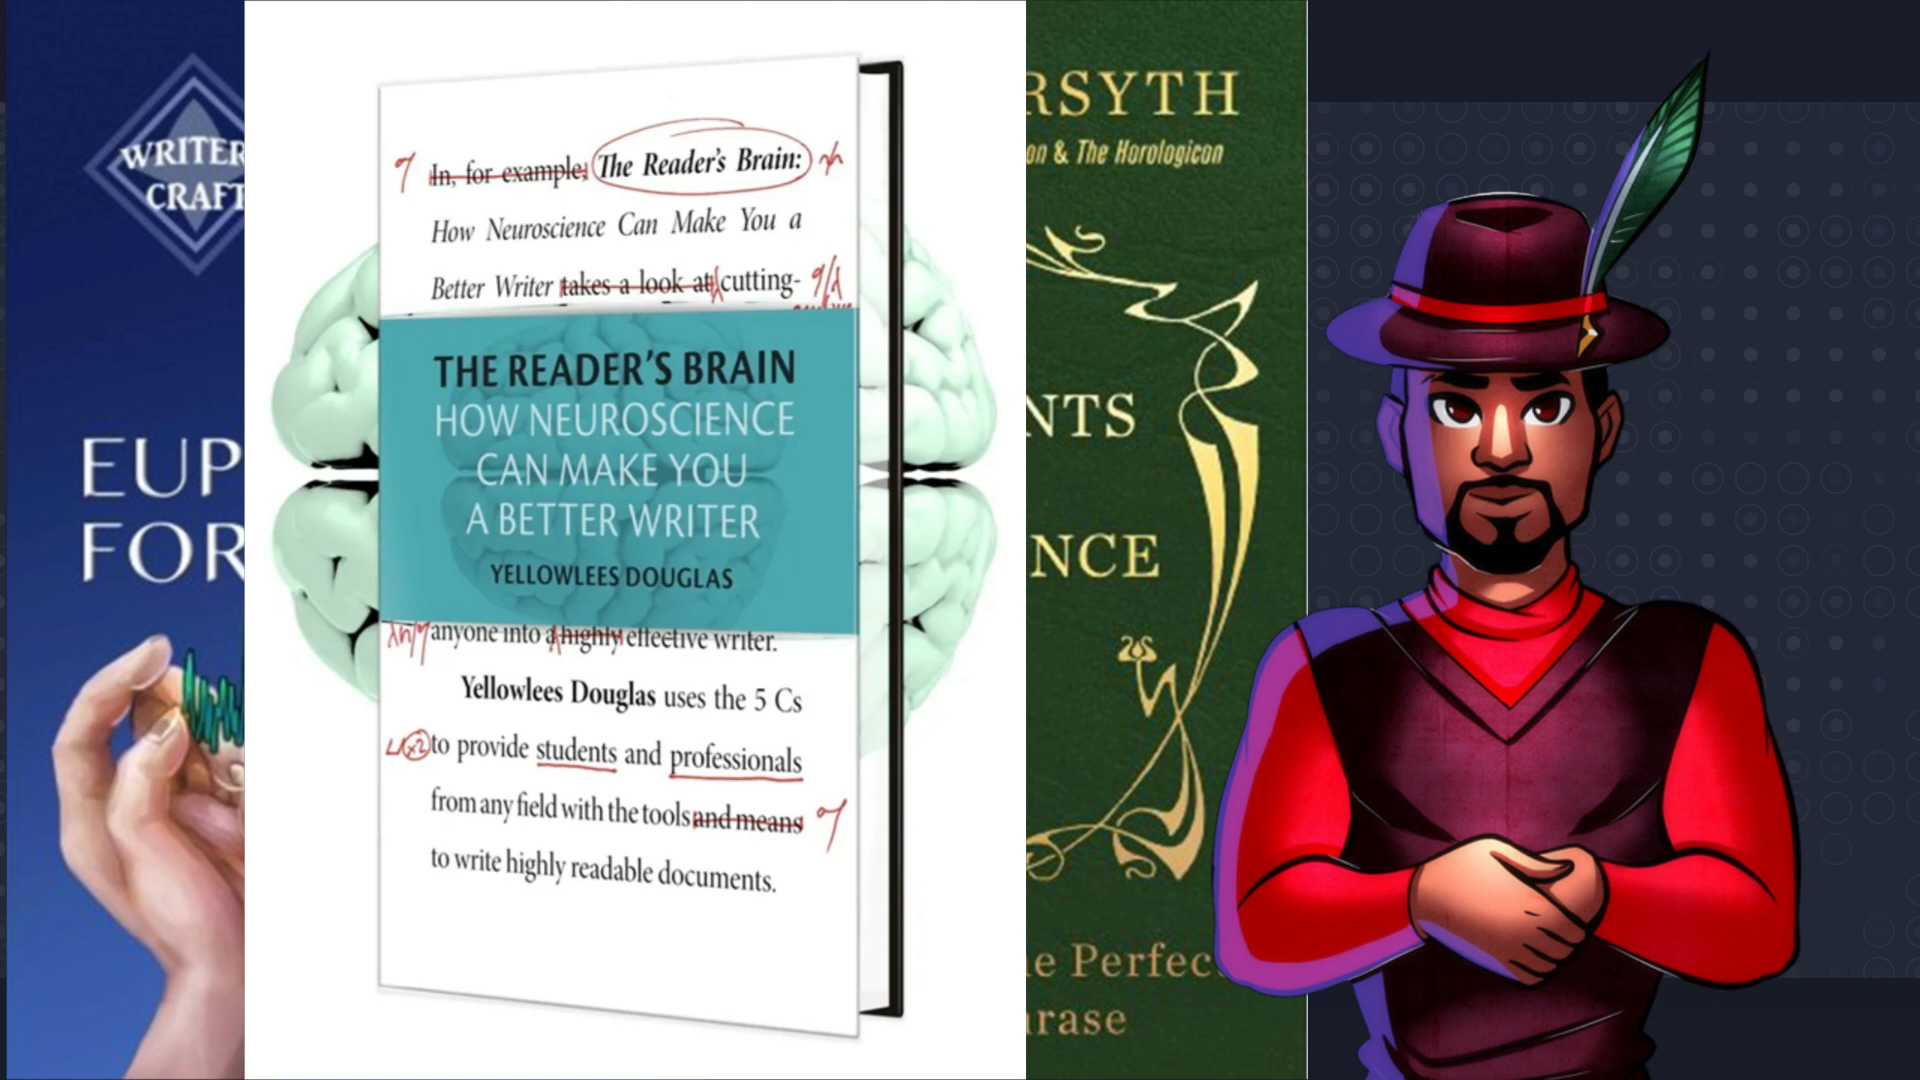 WRITER
CRAFT
EUP
FOR
In, for example, The Reader's Brain:
How Neuroscience Can Make You a
Better Writer takes a look at cutting-
THE READER'S BRAIN
HOW NEUROSCIENCE
CAN MAKE YOU
A BETTER WRITER
YELLOWLEES DOUGLAS
anyone into a highly effective writer.
Yellowlees Douglas uses the 5 Cs
to provide students and professionals
from any field with the tools and means
to write highly readable documents.
RSYTH
on & The Horologicon
NTS
NCE
e Perfec
rase